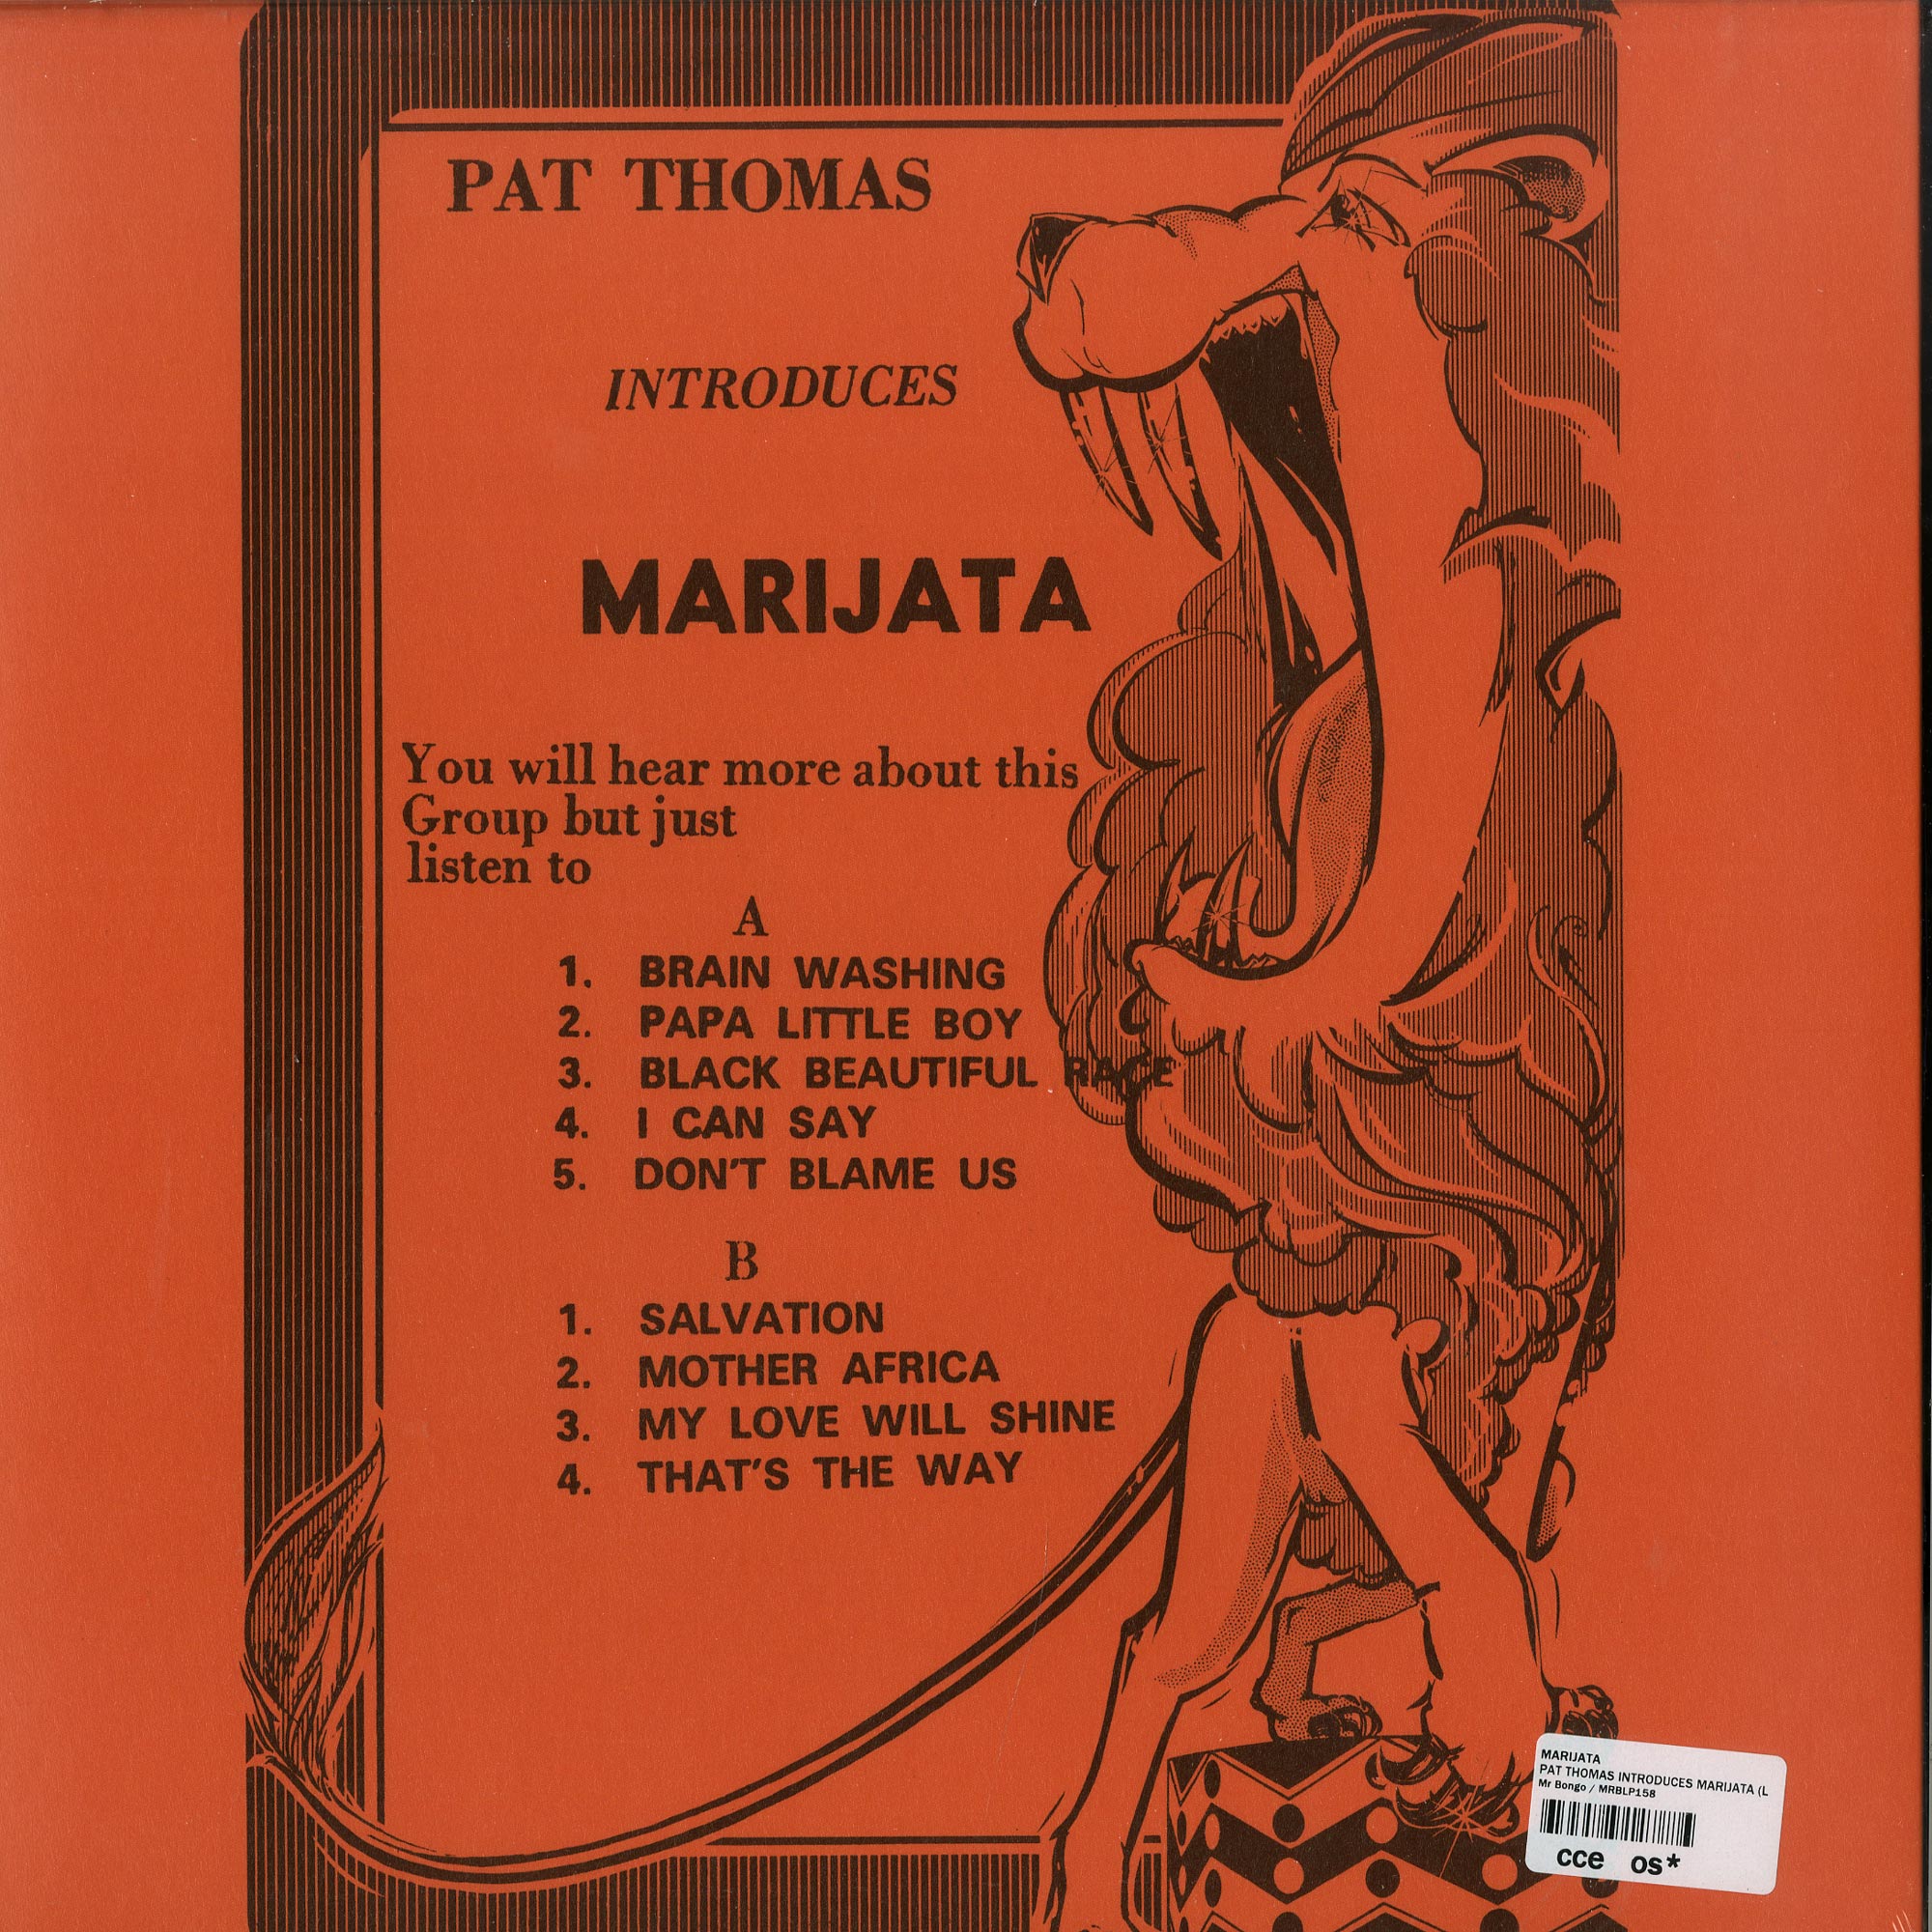 PAT THOMAS
INTRODUCES
MARIJATA
You will hear more about this
Group but just
listen to
A
1. BRAIN WASHING
2. PAPA LITTLE BOY
3. BLACK BEAUTIFUL RACE
4. I CAN SAY
5. DON'T BLAME US
B
1. SALVATION
2. MOTHER AFRICA
3. MY LOVE WILL SHINE
4. THAT'S THE WAY
MARIJATA
PAT THOMAS INTRODUCES MARIJATA (L
Mr Bongo / MRBLP158
cce os*